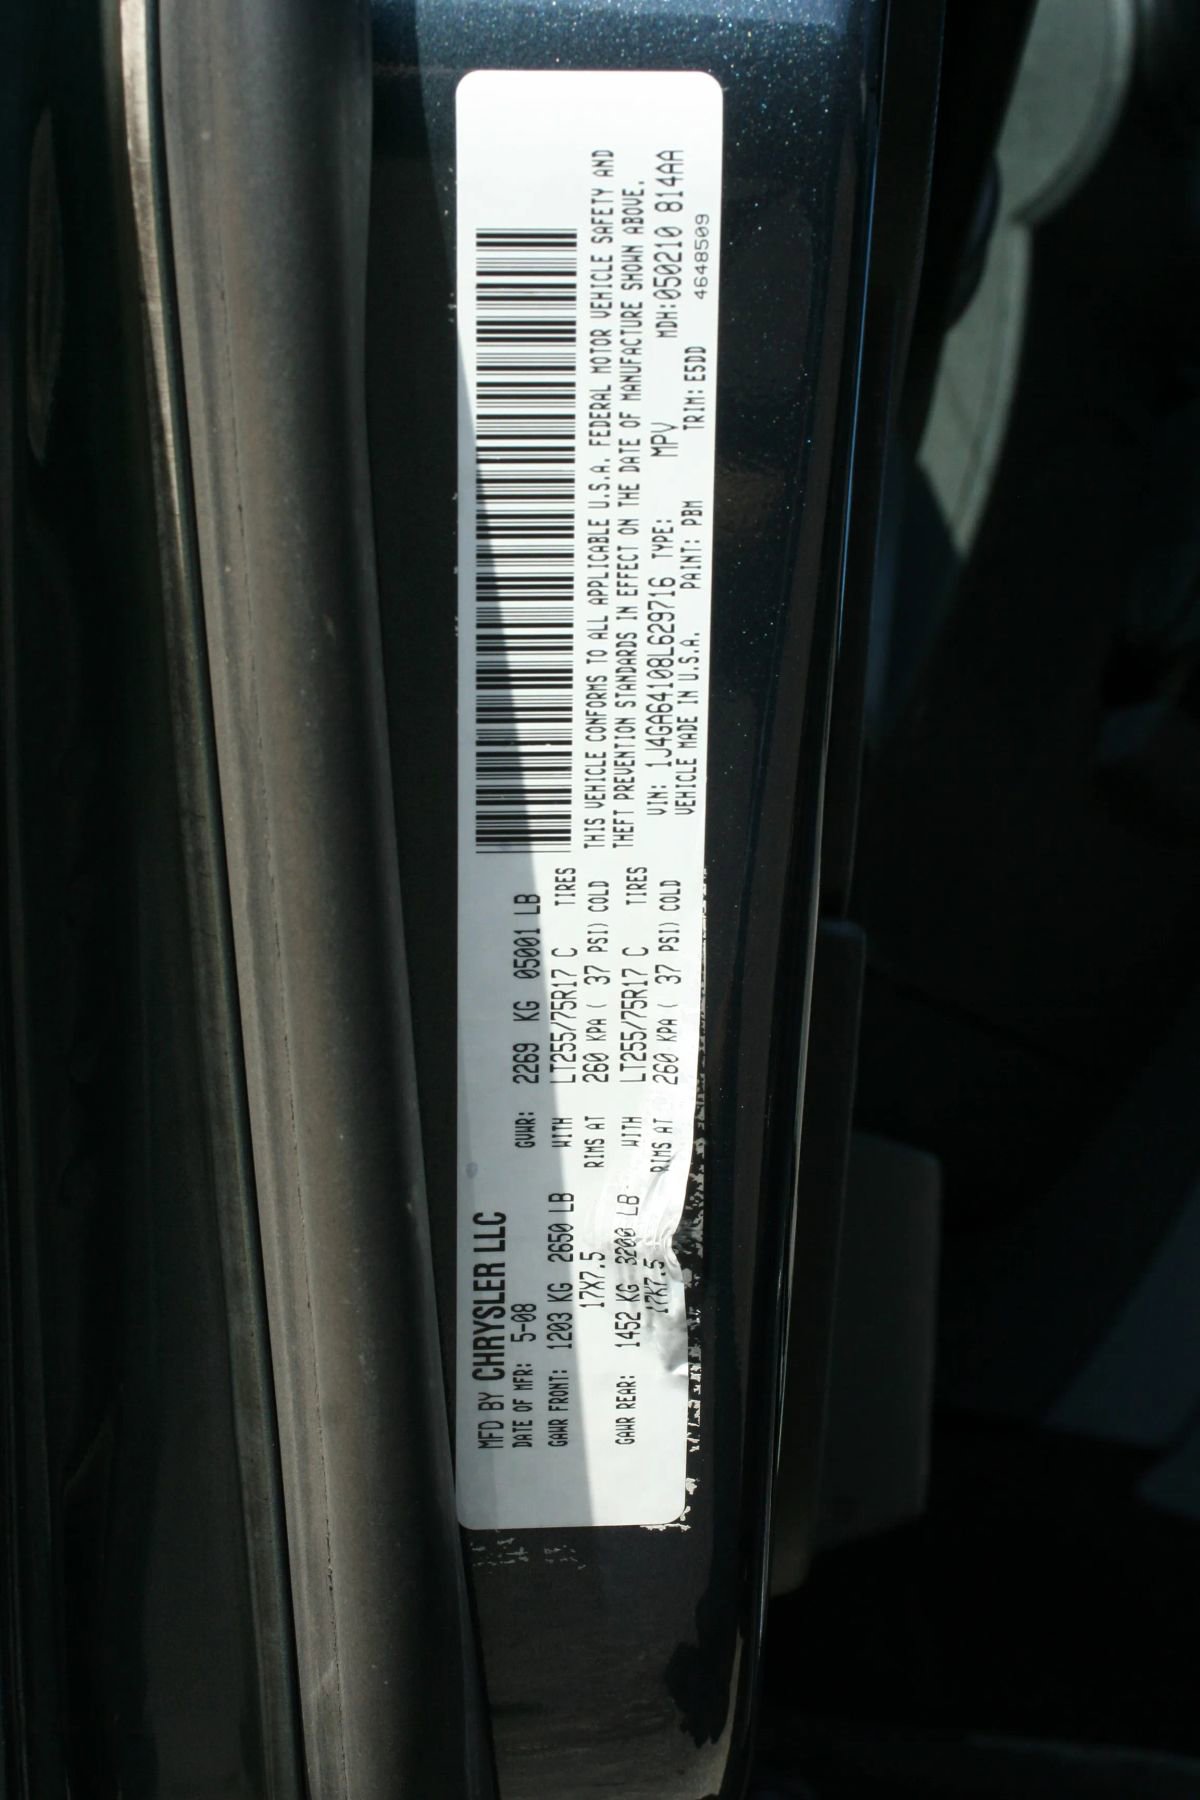 MFD BY CHRYSLER LLC
DATE OF MFR: 5-08 GVWR: 2269 KG 05001 LB
GAWR FRONT: 1203 KG 2650 LB WITH LT255/75R17 C TIRES
17X7.5 RIMS AT 260 KPA ( 37 PSI) COLD
GAWR REAR: 1452 KG 3200 LB WITH LT255/75R17 C TIRES
17X7.5 RIMS AT 260 KPA ( 37 PSI) COLD
THIS VEHICLE CONFORMS TO ALL APPLICABLE U.S.A. FEDERAL MOTOR VEHICLE SAFETY AND
THEFT PREVENTION STANDARDS IN EFFECT ON THE DATE OF MANUFACTURE SHOWN ABOVE.
VIN: 1J4GA64108L629716 TYPE: MPV MDH:050210 814AA
VEHICLE MADE IN U.S.A. PAINT: PBM TRIM: E5DD 4648509